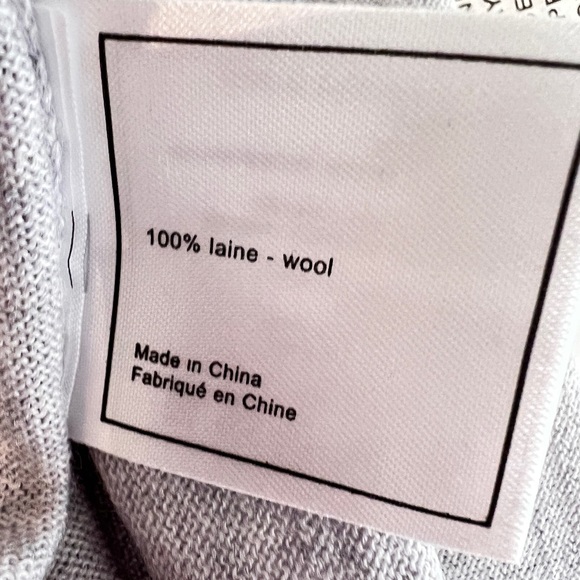 100% laine - wool
Made in China
Fabriqué en Chine